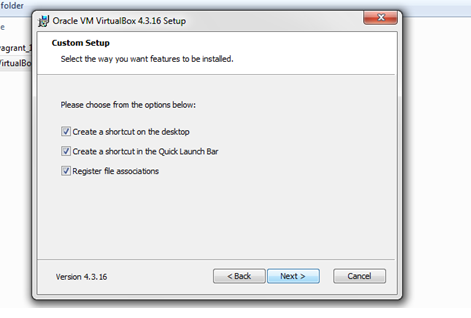 folder
Oracle VM VirtualBox 4.3.16 Setup
Custom Setup
Select the way you want features to be installed.
Please choose from the options below:
Create a shortcut on the desktop
Create a shortcut in the Quick Launch Bar
Register file associations
Version 4.3.16
< Back
Next >
Cancel